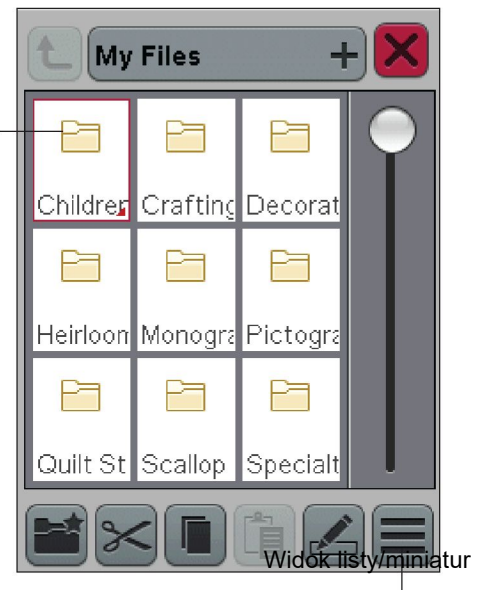 My Files
Children Crafting Decorat
Heirloom Monogra Pictogra
Quilt St Scallop Specialt
Widok listy/miniatur